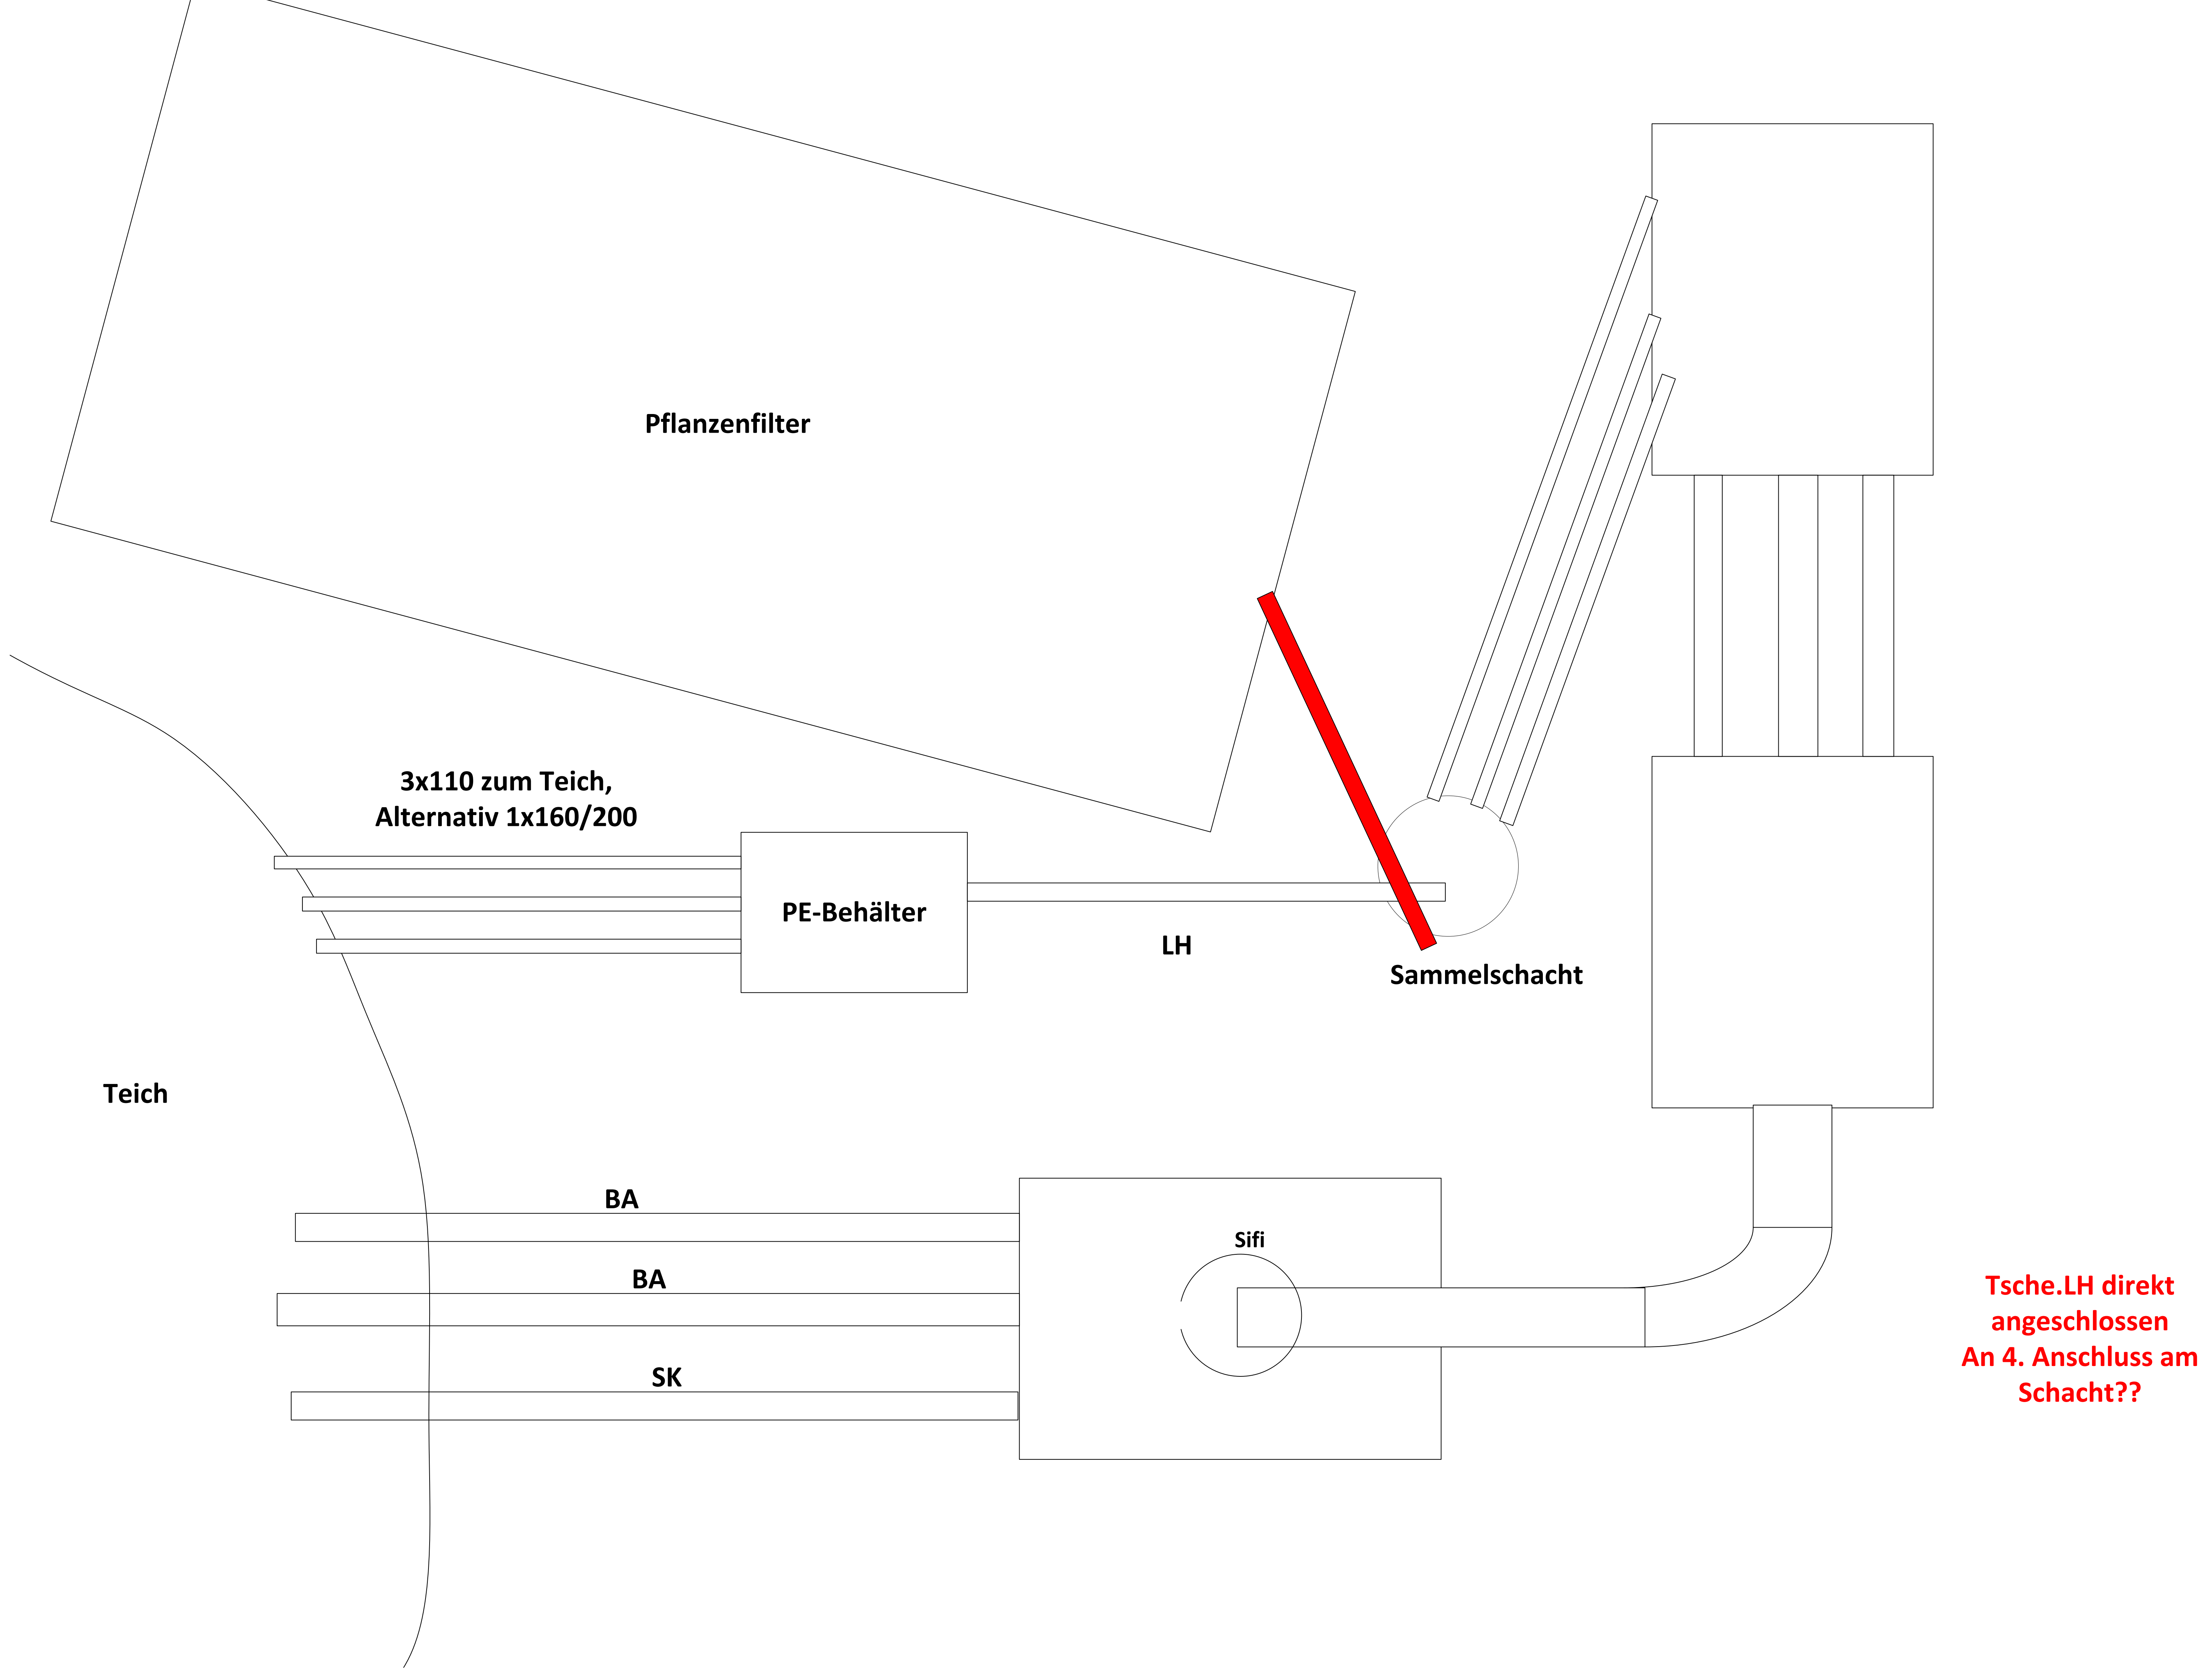 Pflanzenfilter
3x110 zum Teich,
Alternativ 1x160/200
PE-Behälter
LH
Sammelschacht
Teich
BA
Sifi
BA
SK
Tsche.LH direkt
angeschlossen
An 4. Anschluss am
Schacht??